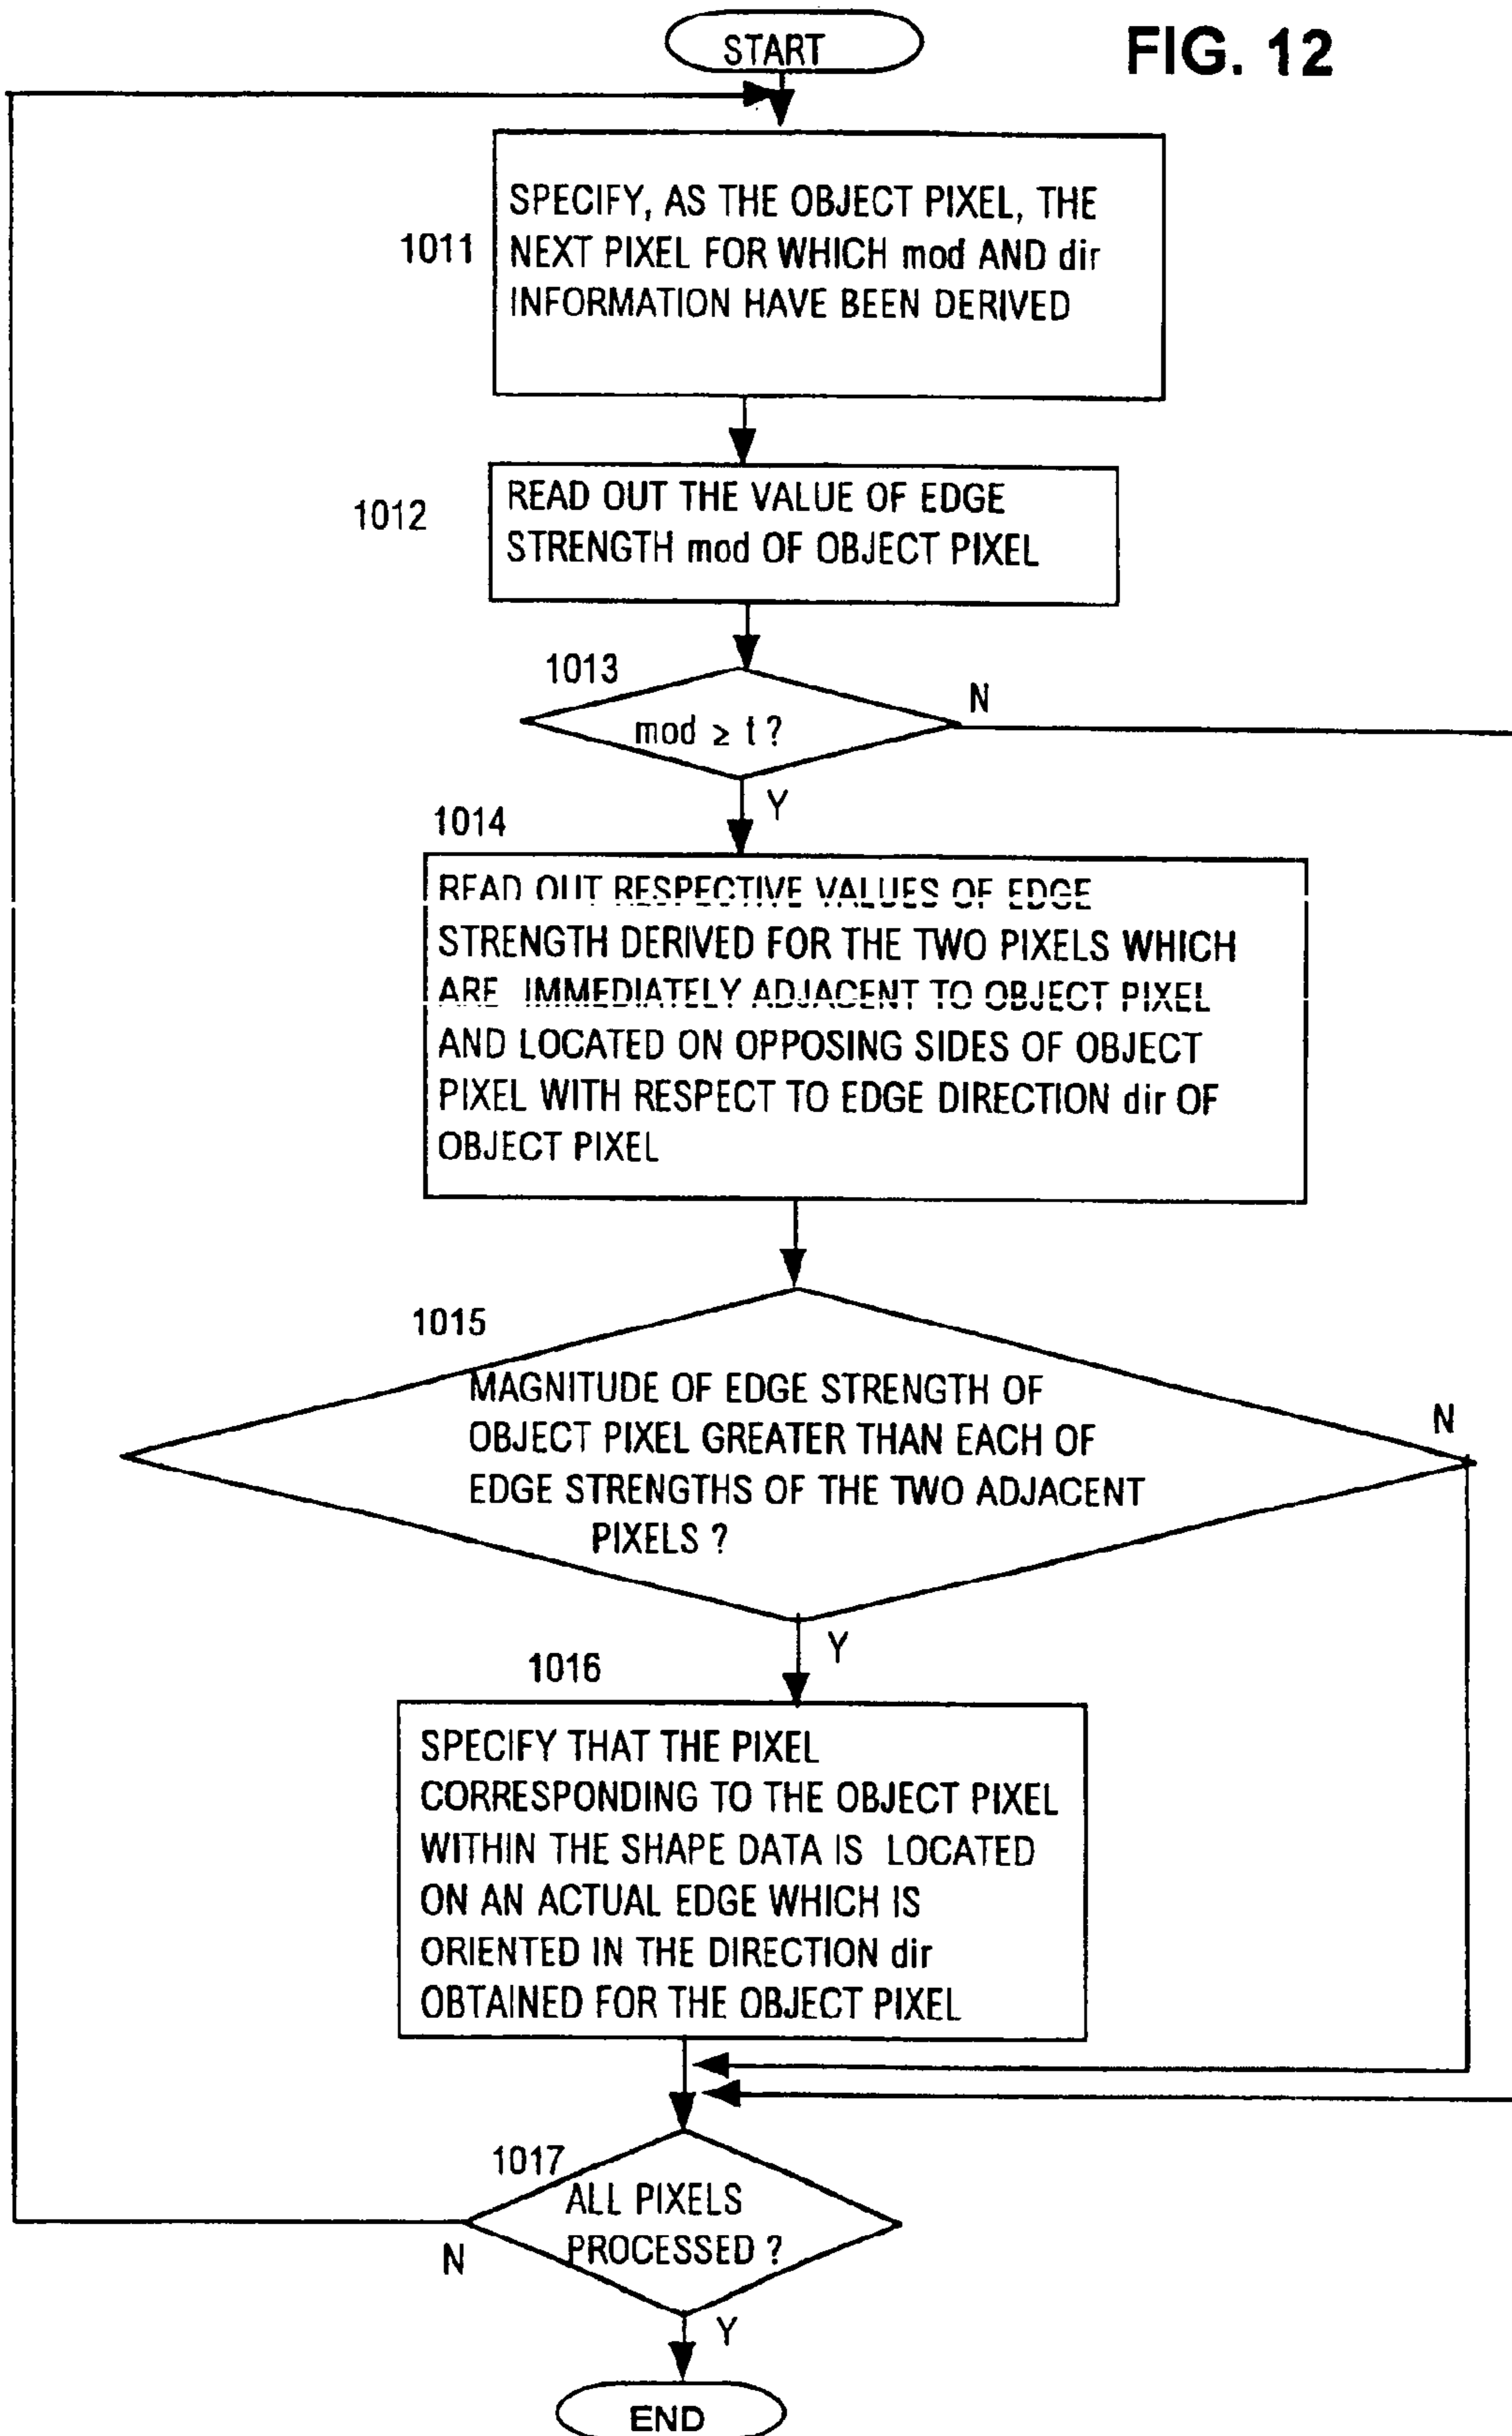 START
FIG. 12
1011
SPECIFY, AS THE OBJECT PIXEL, THE
NEXT PIXEL FOR WHICH mod AND dir
INFORMATION HAVE BEEN DERIVED
1012
READ OUT THE VALUE OF EDGE
STRENGTH mod OF OBJECT PIXEL
1013
mod ≥ t ?
N
Y
1014
READ OUT RESPECTIVE VALUES OF EDGE
STRENGTH DERIVED FOR THE TWO PIXELS WHICH
ARE IMMEDIATELY ADJACENT TO OBJECT PIXEL
AND LOCATED ON OPPOSING SIDES OF OBJECT
PIXEL WITH RESPECT TO EDGE DIRECTION dir OF
OBJECT PIXEL
1015
MAGNITUDE OF EDGE STRENGTH OF
OBJECT PIXEL GREATER THAN EACH OF
EDGE STRENGTHS OF THE TWO ADJACENT
PIXELS ?
N
Y
1016
SPECIFY THAT THE PIXEL
CORRESPONDING TO THE OBJECT PIXEL
WITHIN THE SHAPE DATA IS LOCATED
ON AN ACTUAL EDGE WHICH IS
ORIENTED IN THE DIRECTION dir
OBTAINED FOR THE OBJECT PIXEL
1017
ALL PIXELS
PROCESSED ?
N
Y
END